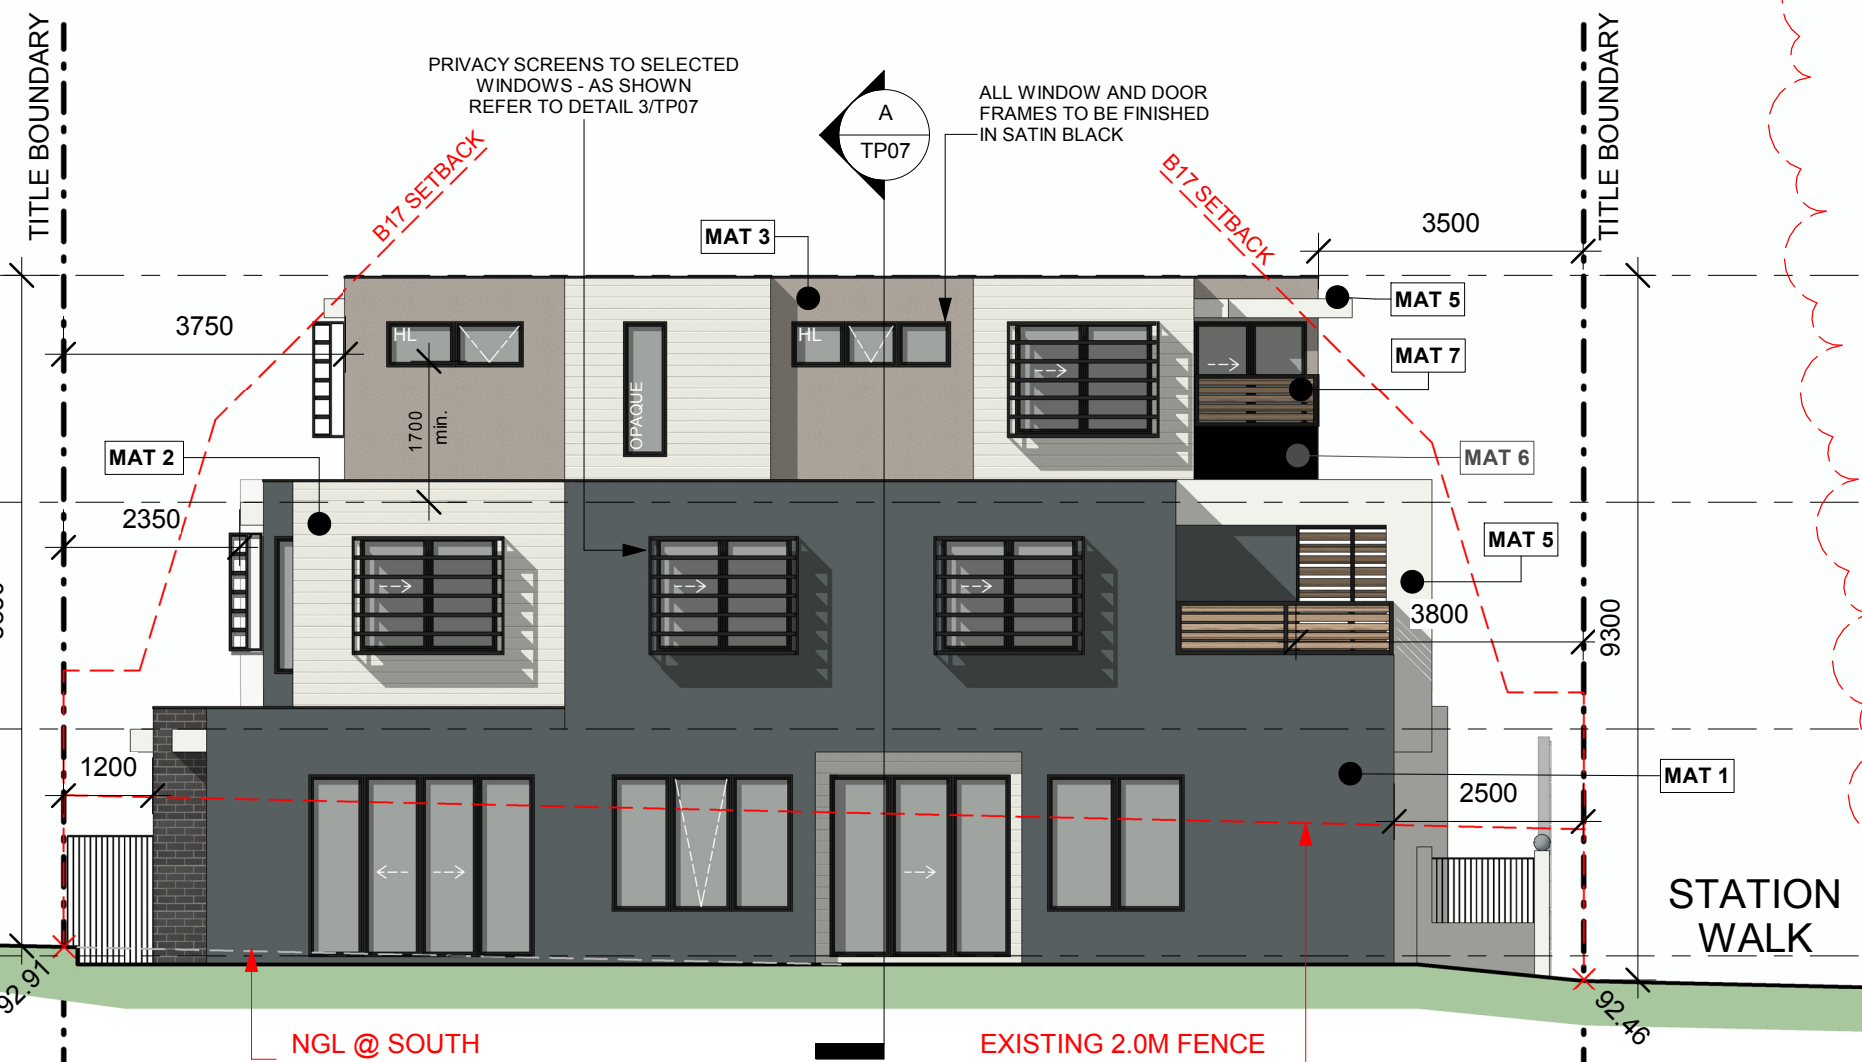 TITLE BOUNDARY
PRIVACY SCREENS TO SELECTED
WINDOWS - AS SHOWN
REFER TO DETAIL 3/TP07
A
TP07
ALL WINDOW AND DOOR
FRAMES TO BE FINISHED
IN SATIN BLACK
TITLE BOUNDARY
B17 SETBACK
B17 SETBACK
MAT 3
3500
MAT 5
3750
HL
HL
MAT 7
OPAQUE
1700
min.
MAT 2
MAT 6
2350
MAT 5
3800
9300
1200
MAT 1
2500
STATION
WALK
92.91
92.46
NGL @ SOUTH
EXISTING 2.0M FENCE